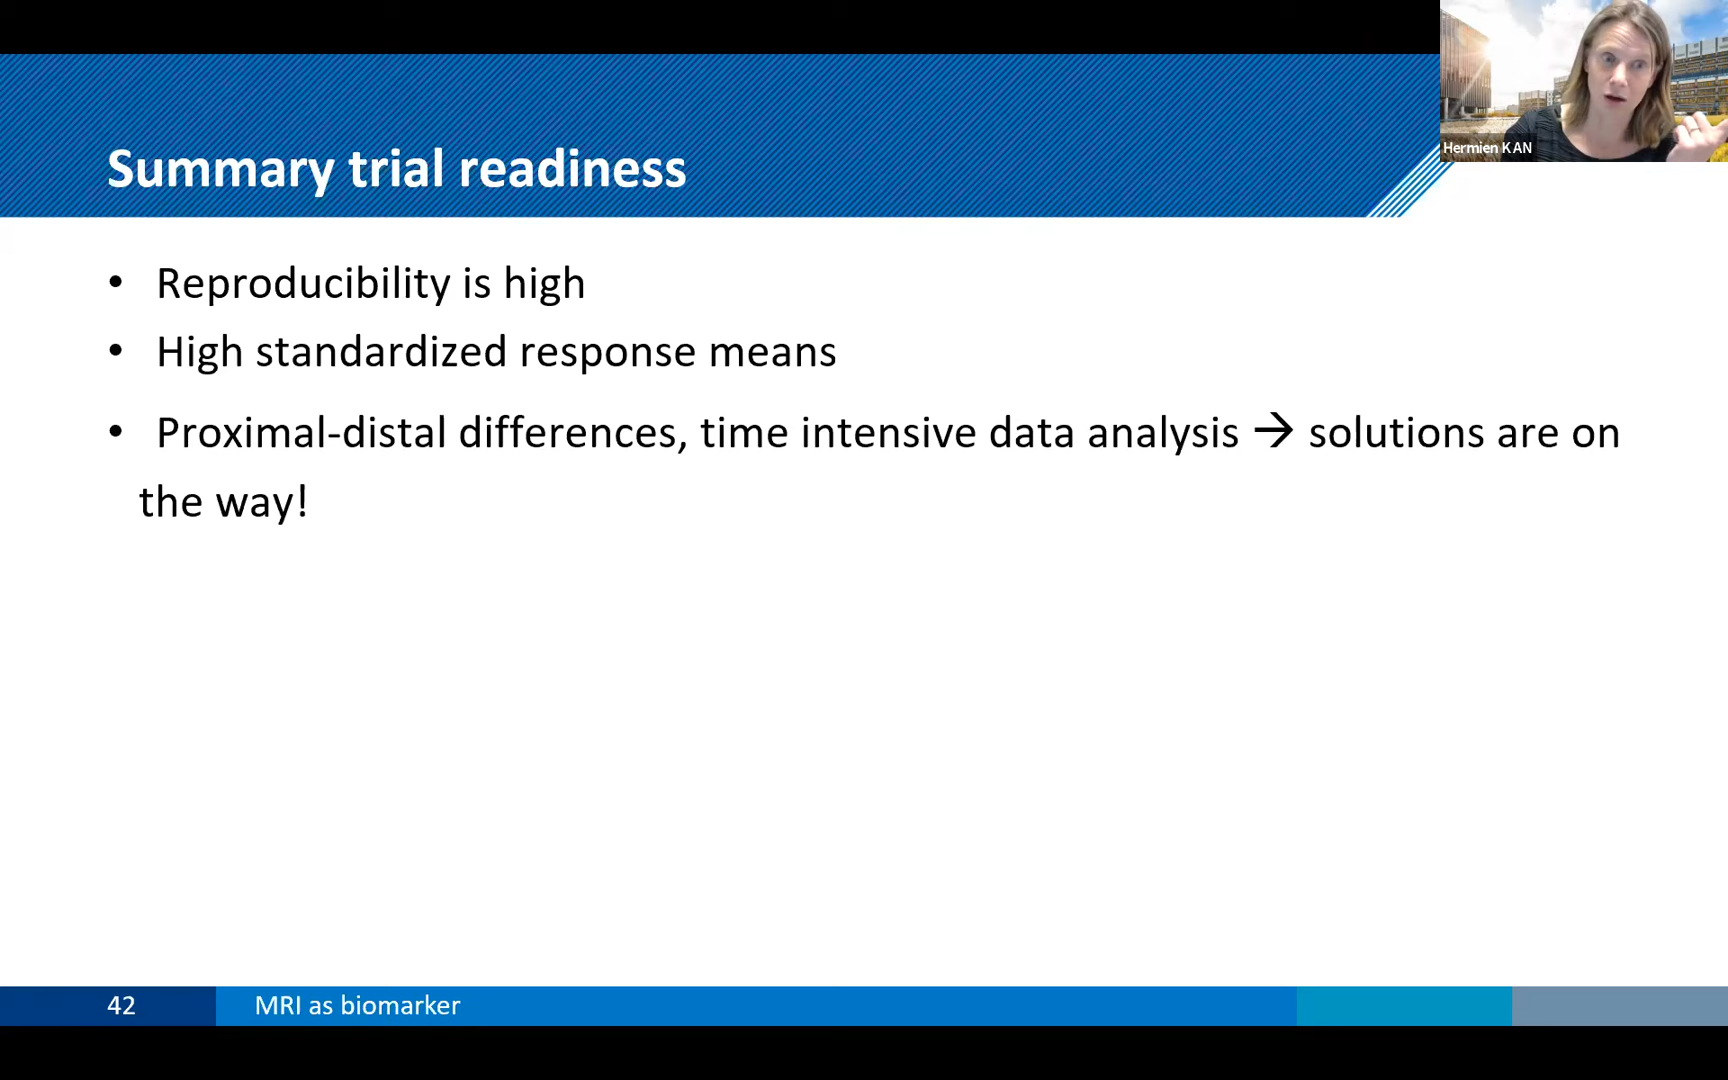 Hermien KAN
Summary trial readiness
• Reproducibility is high
• High standardized response means
• Proximal-distal differences, time intensive data analysis → solutions are on
the way!
42 MRI as biomarker